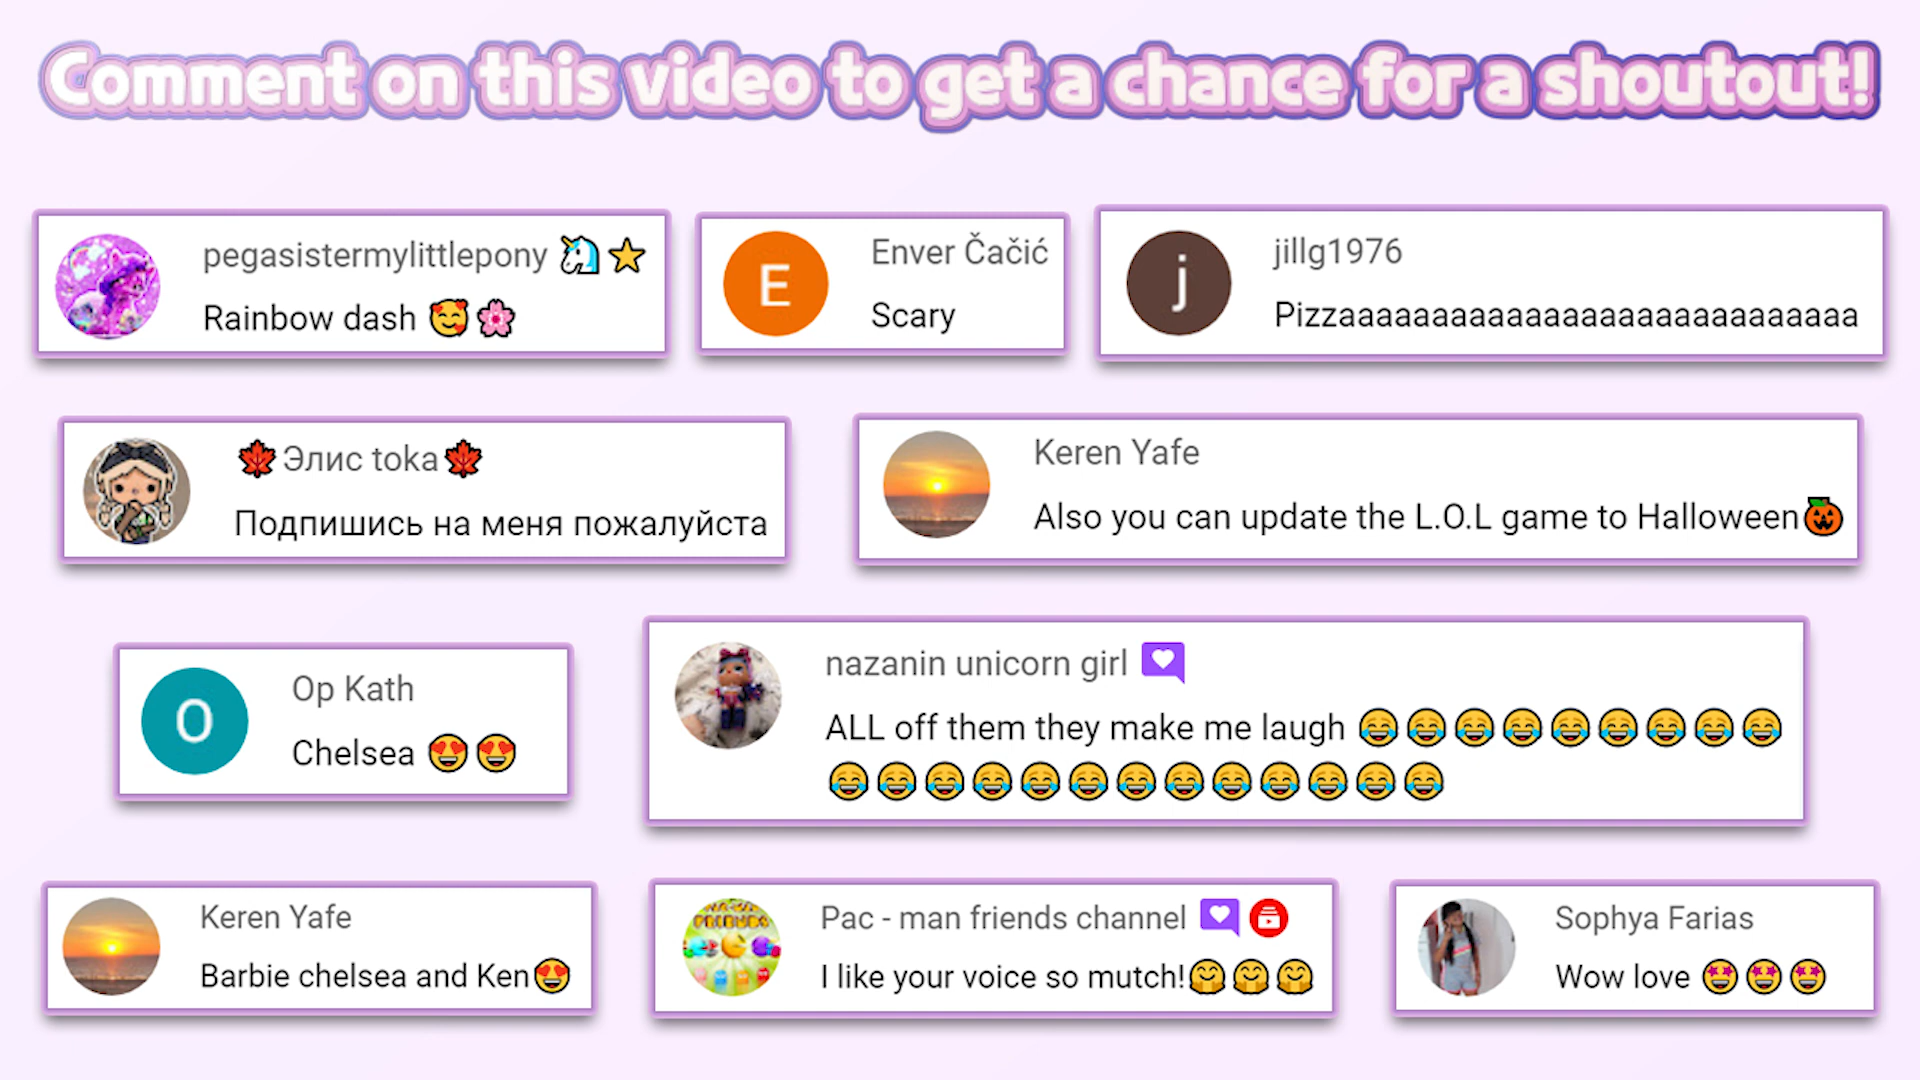 Comment on this video to get a chance for a shoutout!
pegasistermylittlepony 🦄⭐
Rainbow dash 🥰🌸
E
Enver Čačić
Scary
j
jillg1976
Pizzaaaaaaaaaaaaaaaaaaaaaaaaaaaa
🍁Элис toka🍁
Подпишись на меня пожалуйста
Keren Yafe
Also you can update the L.O.L game to Halloween🎃
O
Op Kath
Chelsea 😍😍
nazanin unicorn girl
ALL off them they make me laugh 😂😂😂😂😂😂😂😂😂
😂😂😂😂😂😂😂😂😂😂😂😂😂
Keren Yafe
Barbie chelsea and Ken😍
FRIENDS
Pac - man friends channel
I like your voice so mutch!🤗🤗🤗
Sophya Farias
Wow love 🤩🤩🤩